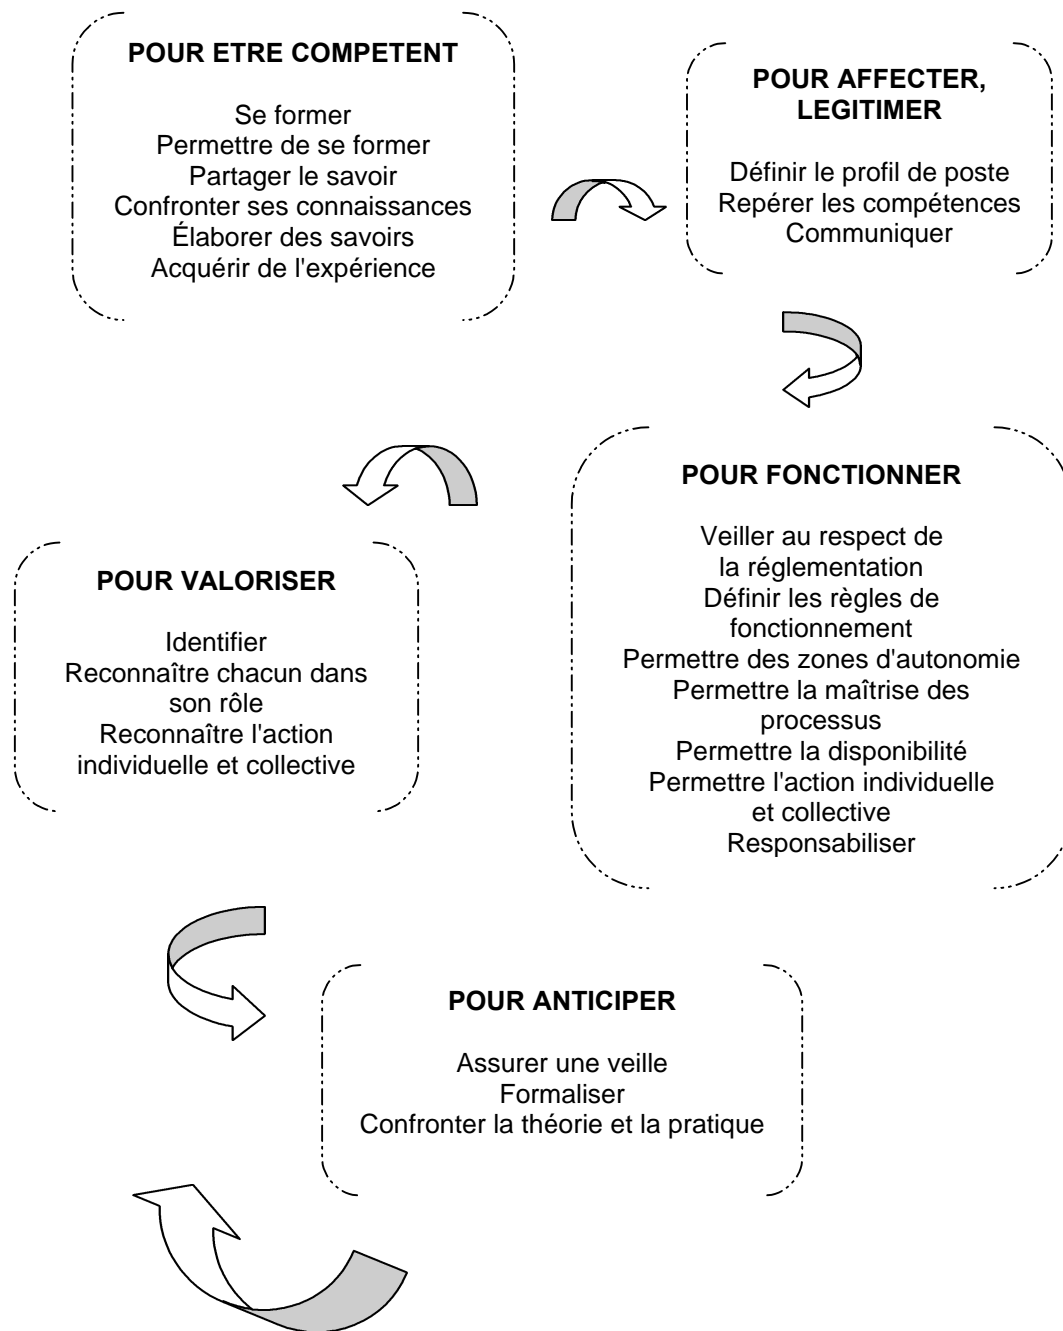 POUR ETRE COMPETENT
Se former
Permettre de se former
Partager le savoir
Confronter ses connaissances
Élaborer des savoirs
Acquérir de l'expérience
POUR AFFECTER,
LEGITIMER
Définir le profil de poste
Repérer les compétences
Communiquer
POUR FONCTIONNER
Veiller au respect de
la réglementation
Définir les règles de
fonctionnement
Permettre des zones d'autonomie
Permettre la maîtrise des
processus
Permettre la disponibilité
Permettre l'action individuelle
et collective
Responsabiliser
POUR VALORISER
Identifier
Reconnaître chacun dans
son rôle
Reconnaître l'action
individuelle et collective
POUR ANTICIPER
Assurer une veille
Formaliser
Confronter la théorie et la pratique